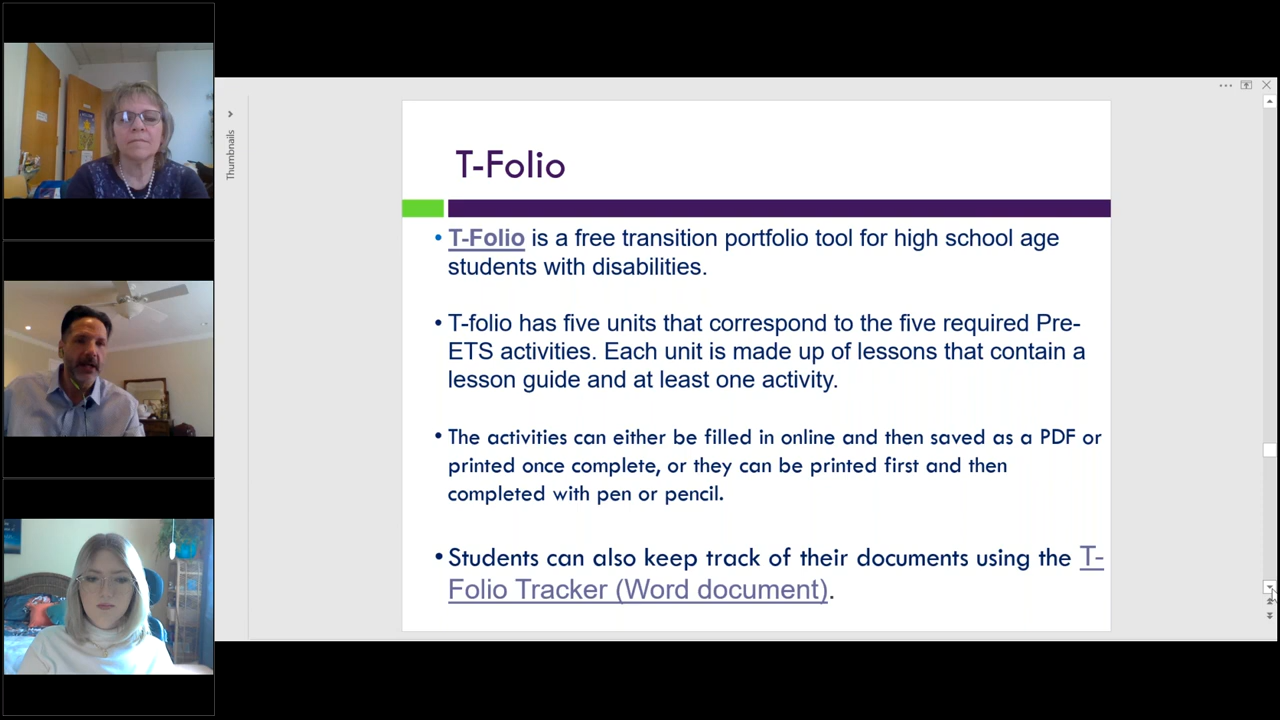 Thumbnails
T-Folio
• T-Folio is a free transition portfolio tool for high school age
students with disabilities.
• T-folio has five units that correspond to the five required Pre-
ETS activities. Each unit is made up of lessons that contain a
lesson guide and at least one activity.
• The activities can either be filled in online and then saved as a PDF or
printed once complete, or they can be printed first and then
completed with pen or pencil.
• Students can also keep track of their documents using the T-
Folio Tracker (Word document).